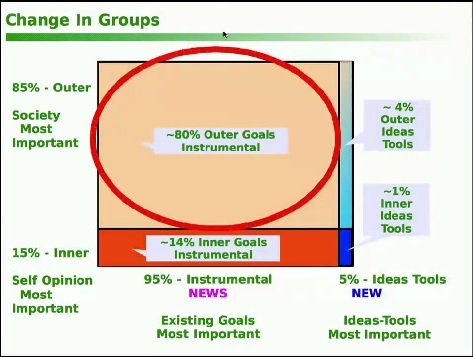 Change In Groups
85% - Outer
Society
Most
Important
~80% Outer Goals
Instrumental
~ 4%
Outer
Ideas
Tools
~1%
Inner
Ideas
Tools
15% - Inner
~14% Inner Goals
Instrumental
Self Opinion
Most
Important
95% - Instrumental
NEWS
5% - Ideas Tools
NEW
Existing Goals
Most Important
Ideas-Tools
Most Important